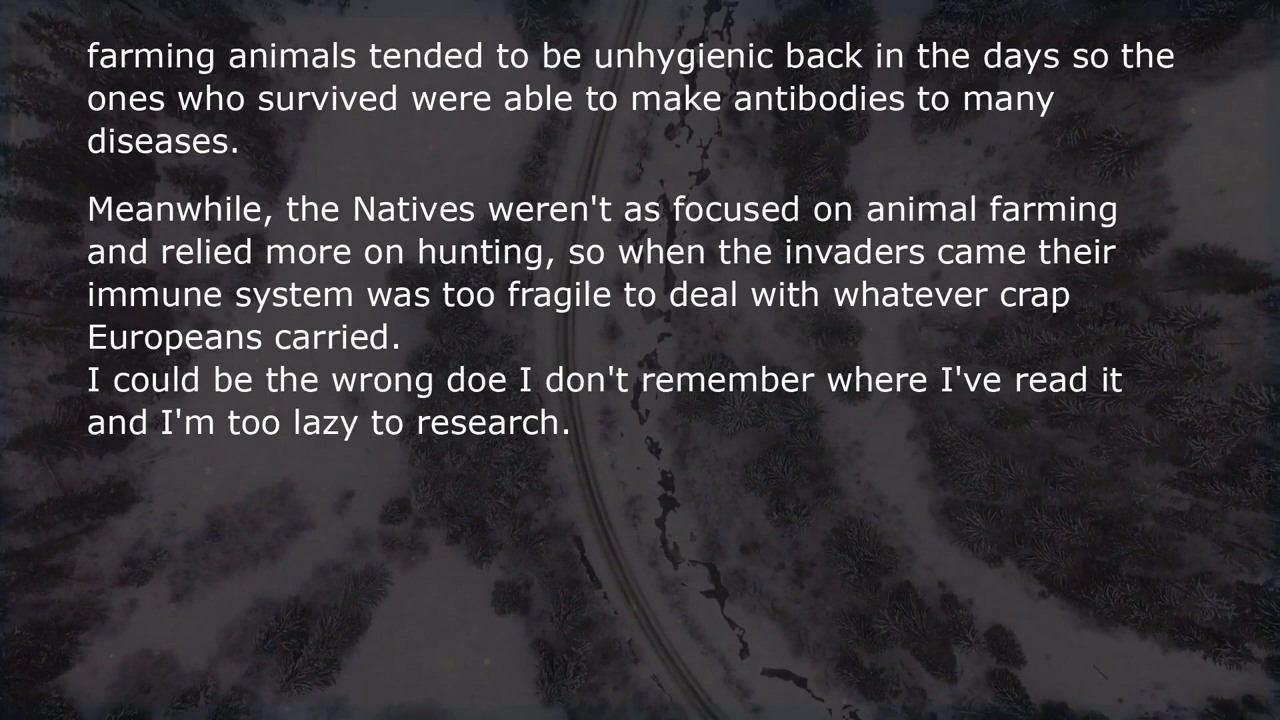 farming animals tended to be unhygienic back in the days so the
ones who survived were able to make antibodies to many
diseases.
Meanwhile, the Natives weren't as focused on animal farming
and relied more on hunting, so when the invaders came their
immune system was too fragile to deal with whatever crap
Europeans carried.
I could be the wrong doe I don't remember where I've read it
and I'm too lazy to research.